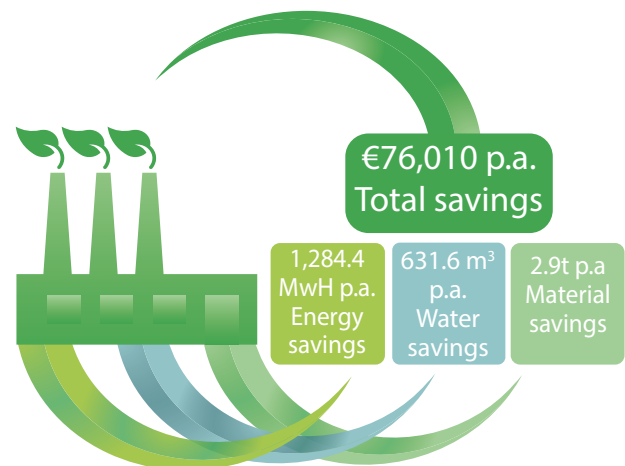 €76,010 p.a.
Total savings
1,284.4
MwH p.a.
Energy
savings
631.6 m³
p.a.
Water
savings
2.9t p.a
Material
savings